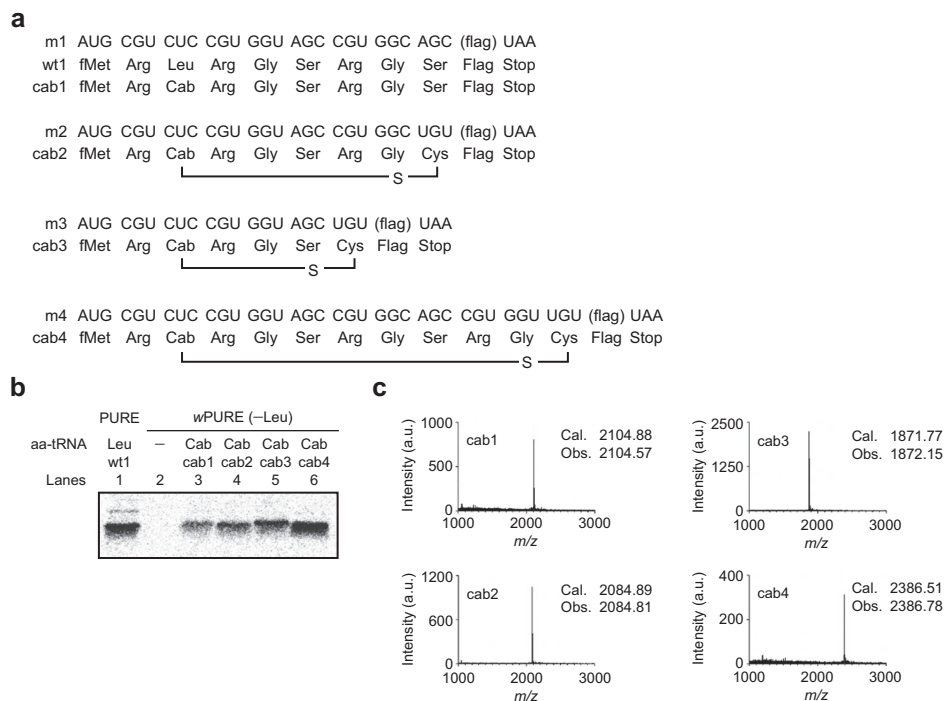 a
m1 AUG CGU CUC CGU GGU AGC CGU GGC AGC (flag) UAA
wt1 fMet Arg Leu Arg Gly Ser Arg Gly Ser Flag Stop
cab1 fMet Arg Cab Arg Gly Ser Arg Gly Ser Flag Stop
m2 AUG CGU CUC CGU GGU AGC CGU GGC UGU (flag) UAA
cab2 fMet Arg Cab Arg Gly Ser Arg Gly Cys Flag Stop
S
m3 AUG CGU CUC CGU GGU AGC UGU (flag) UAA
cab3 fMet Arg Cab Arg Gly Ser Cys Flag Stop
S
m4 AUG CGU CUC CGU GGU AGC CGU GGC AGC CGU GGU UGU (flag) UAA
cab4 fMet Arg Cab Arg Gly Ser Arg Gly Ser Arg Gly Cys Flag Stop
S
b
PURE wPURE (−Leu)
aa-tRNA Leu − Cab Cab Cab Cab
wt1 cab1 cab2 cab3 cab4
Lanes 1 2 3 4 5 6
c
Intensity (a.u.)
1000
500
0
cab1
Cal. 2104.88
Obs. 2104.57
1000 2000 3000
m/z
Intensity (a.u.)
2500
1250
0
cab3
Cal. 1871.77
Obs. 1872.15
1000 2000 3000
m/z
Intensity (a.u.)
1200
600
0
cab2
Cal. 2084.89
Obs. 2084.81
1000 2000 3000
m/z
Intensity (a.u.)
400
200
0
cab4
Cal. 2386.51
Obs. 2386.78
1000 2000 3000
m/z